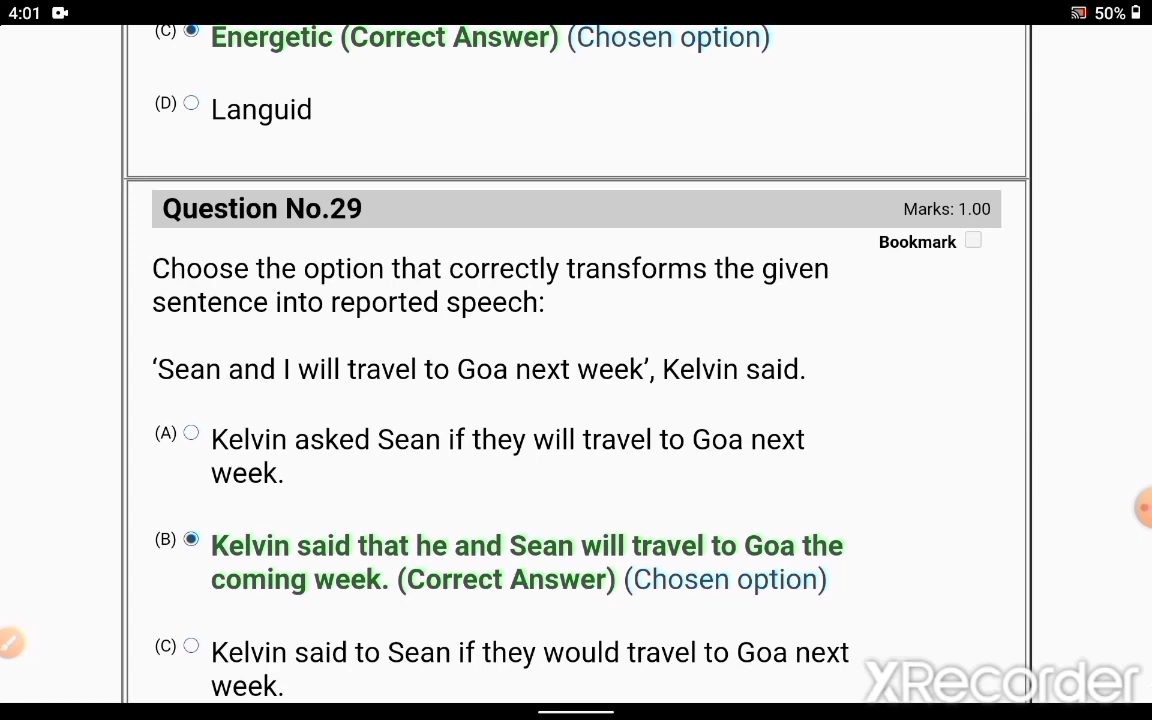 4:01
50%
(C) Energetic (Correct Answer) (Chosen option)
(D) Languid
Question No.29
Marks: 1.00
Bookmark
Choose the option that correctly transforms the given
sentence into reported speech:
‘Sean and I will travel to Goa next week’, Kelvin said.
(A) Kelvin asked Sean if they will travel to Goa next
week.
(B) Kelvin said that he and Sean will travel to Goa the
coming week. (Correct Answer) (Chosen option)
(C) Kelvin said to Sean if they would travel to Goa next
week.
XRecorder